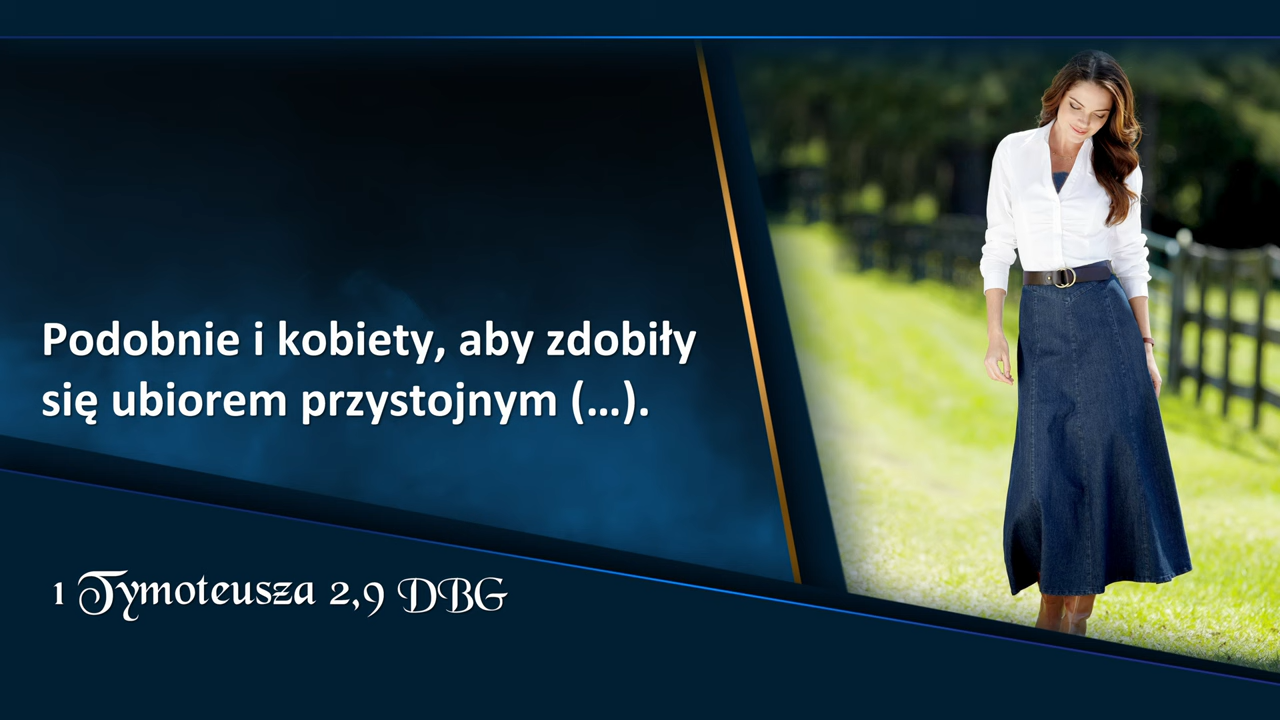 Podobnie i kobiety, aby zdobiły
się ubiorem przystojnym (...).
1 Tymoteusza 2,9 DBG